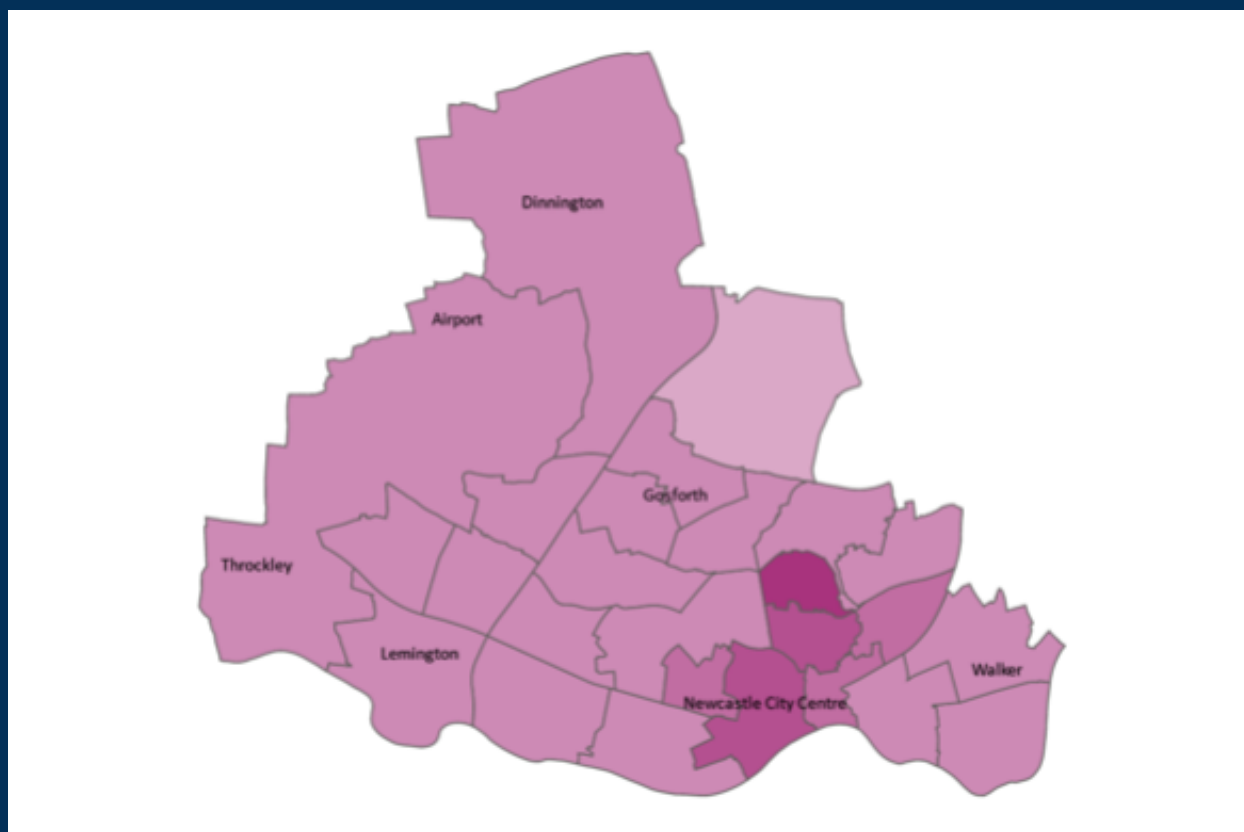 Dinnington
Airport
Gosforth
Throckley
Lemington
Walker
Newcastle City Centre